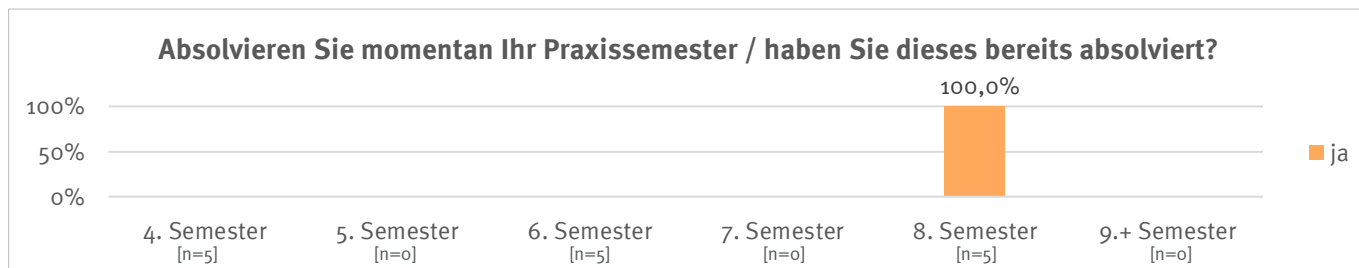 Absolvieren Sie momentan Ihr Praxissemester / haben Sie dieses bereits absolviert?
100,0%
100%
50%
0%
ja
4. Semester 5. Semester 6. Semester 7. Semester 8. Semester 9.+ Semester
[n=5] [n=0] [n=5] [n=0] [n=5] [n=0]